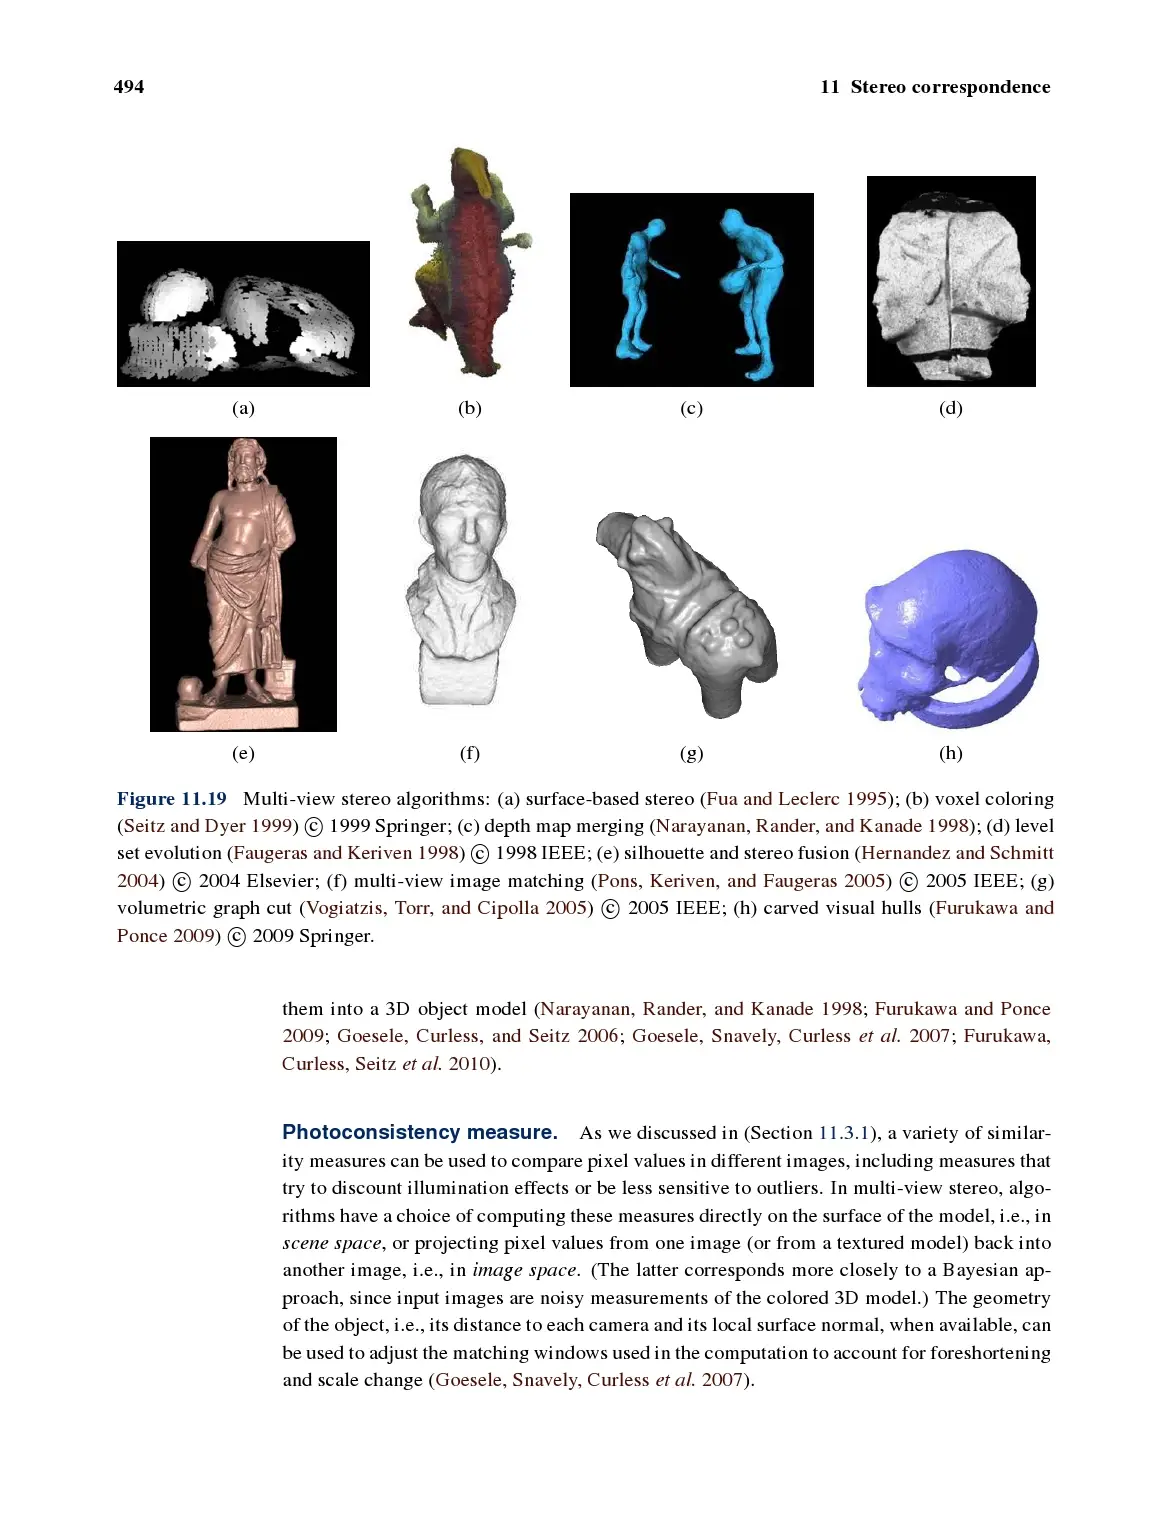 494
11 Stereo correspondence
(a)
(b)
(c)
(d)
(e)
(f)
(g)
(h)
Figure 11.19 Multi-view stereo algorithms: (a) surface-based stereo (Fua and Leclerc 1995); (b) voxel coloring
(Seitz and Dyer 1999) © 1999 Springer; (c) depth map merging (Narayanan, Rander, and Kanade 1998); (d) level
set evolution (Faugeras and Keriven 1998) © 1998 IEEE; (e) silhouette and stereo fusion (Hernandez and Schmitt
2004) © 2004 Elsevier; (f) multi-view image matching (Pons, Keriven, and Faugeras 2005) © 2005 IEEE; (g)
volumetric graph cut (Vogiatzis, Torr, and Cipolla 2005) © 2005 IEEE; (h) carved visual hulls (Furukawa and
Ponce 2009) © 2009 Springer.
them into a 3D object model (Narayanan, Rander, and Kanade 1998; Furukawa and Ponce
2009; Goesele, Curless, and Seitz 2006; Goesele, Snavely, Curless et al. 2007; Furukawa,
Curless, Seitz et al. 2010).
Photoconsistency measure. As we discussed in (Section 11.3.1), a variety of similar-
ity measures can be used to compare pixel values in different images, including measures that
try to discount illumination effects or be less sensitive to outliers. In multi-view stereo, algo-
rithms have a choice of computing these measures directly on the surface of the model, i.e., in
scene space, or projecting pixel values from one image (or from a textured model) back into
another image, i.e., in image space. (The latter corresponds more closely to a Bayesian ap-
proach, since input images are noisy measurements of the colored 3D model.) The geometry
of the object, i.e., its distance to each camera and its local surface normal, when available, can
be used to adjust the matching windows used in the computation to account for foreshortening
and scale change (Goesele, Snavely, Curless et al. 2007).